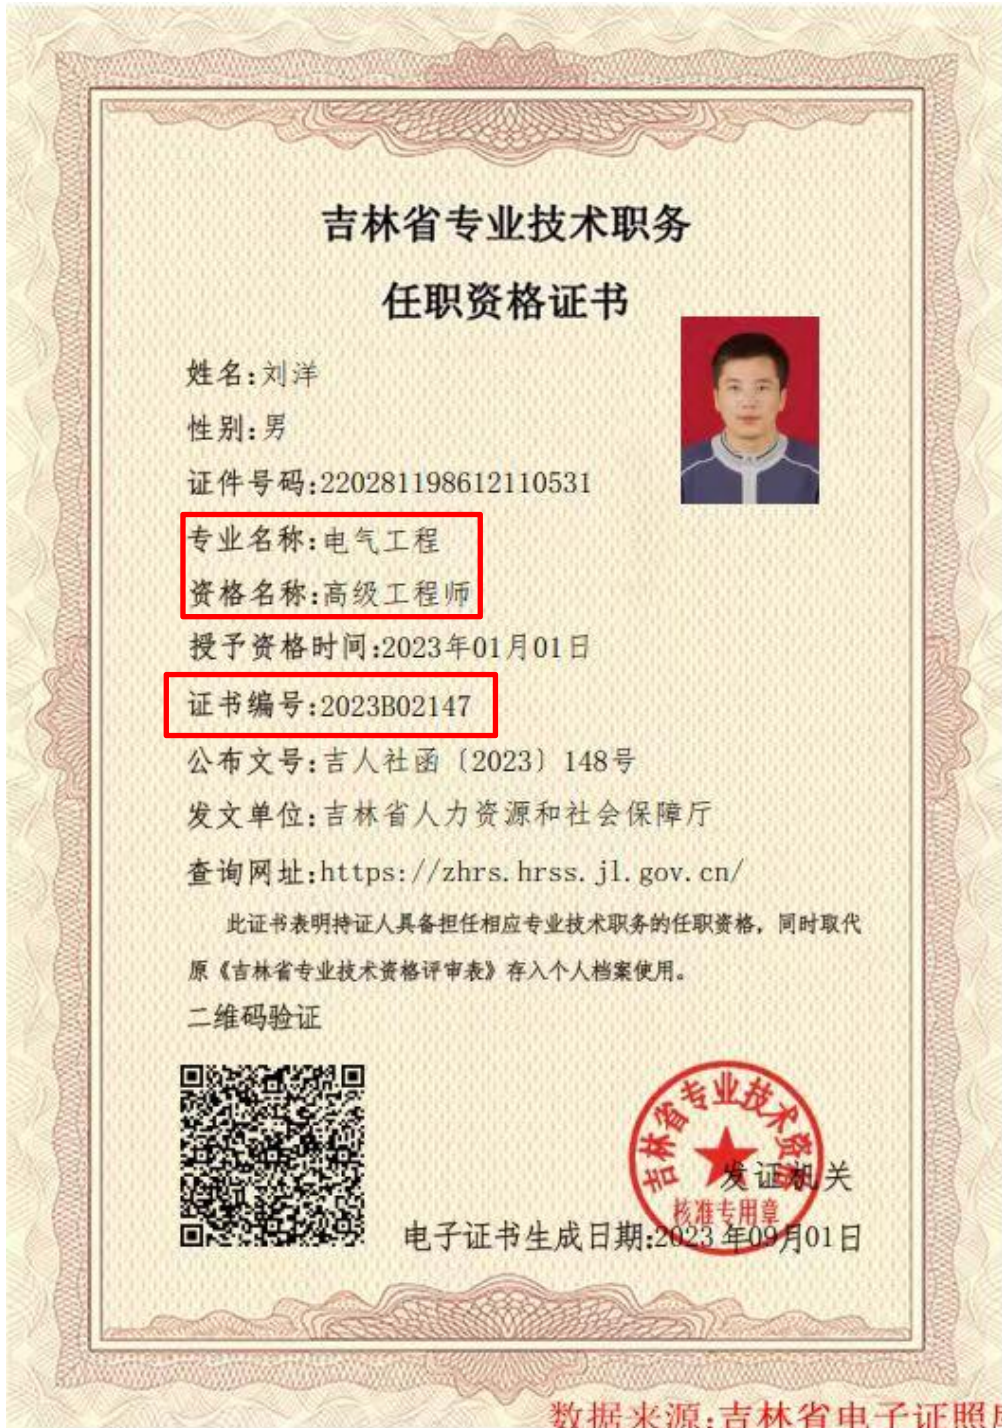 吉林省专业技术职务
任职资格证书
姓名:刘洋
性别:男
证件号码:220281198612110531
专业名称:电气工程
资格名称:高级工程师
授予资格时间:2023年01月01日
证书编号:2023B02147
公布文号:吉人社函〔2023〕148号
发文单位:吉林省人力资源和社会保障厅
查询网址:https://zhrs.hrss.jl.gov.cn/
此证书表明持证人具备担任相应专业技术职务的任职资格，同时取代
原《吉林省专业技术资格评审表》存入个人档案使用。
二维码验证
吉林省专业技术资格
核准专用章
发证机关
电子证书生成日期:2023年09月01日
数据来源:吉林省电子证照